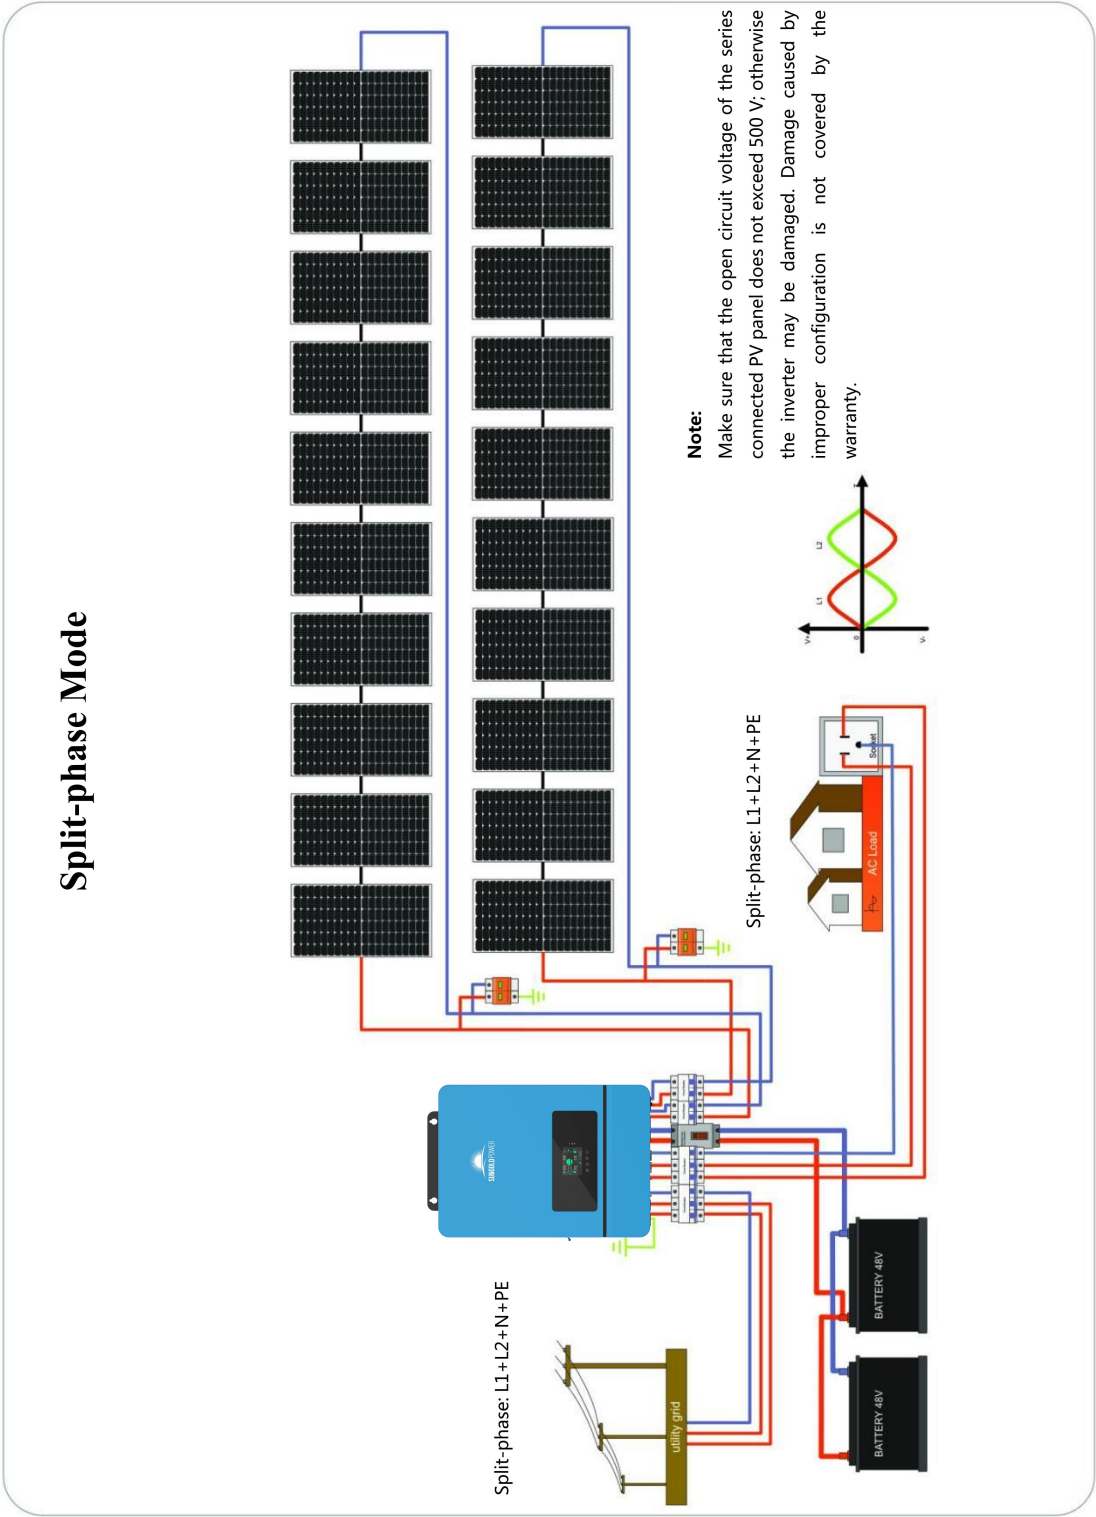 Split-phase Mode
Split-phase: L1+L2+N+PE
utility grid
SUNGOLDPOWER
BATTERY 48V
BATTERY 48V
Split-phase: L1+L2+N+PE
AC Load
Socket
V+
L1
L2
0
V-
Note:
Make sure that the open circuit voltage of the series
connected PV panel does not exceed 500 V; otherwise
the inverter may be damaged. Damage caused by
improper configuration is not covered by the
warranty.